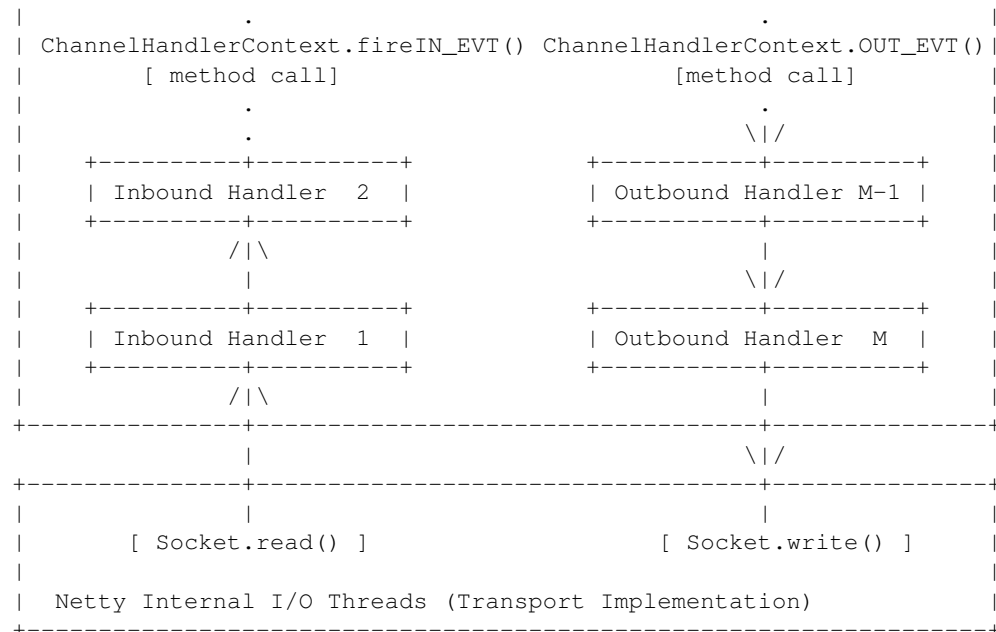 |               .                                   .               |
| ChannelHandlerContext.fireIN_EVT() ChannelHandlerContext.OUT_EVT()|
|        [ method call]                       [method call]         |
|               .                                   .               |
|               .                                  \|/              |
|    +----------+----------+            +-----------+----------+    |
|    | Inbound Handler  2  |            | Outbound Handler M-1 |    |
|    +----------+----------+            +-----------+----------+    |
|              /|\                                  |               |
|               |                                  \|/              |
|    +----------+----------+            +-----------+----------+    |
|    | Inbound Handler  1  |            | Outbound Handler  M  |    |
|    +----------+----------+            +-----------+----------+    |
|              /|\                                  |               |
+---------------+-----------------------------------+---------------+
                |                                  \|/
+---------------+-----------------------------------+---------------+
|               |                                   |               |
|       [ Socket.read() ]                    [ Socket.write() ]     |
|                                                                   |
|  Netty Internal I/O Threads (Transport Implementation)            |
+-------------------------------------------------------------------+